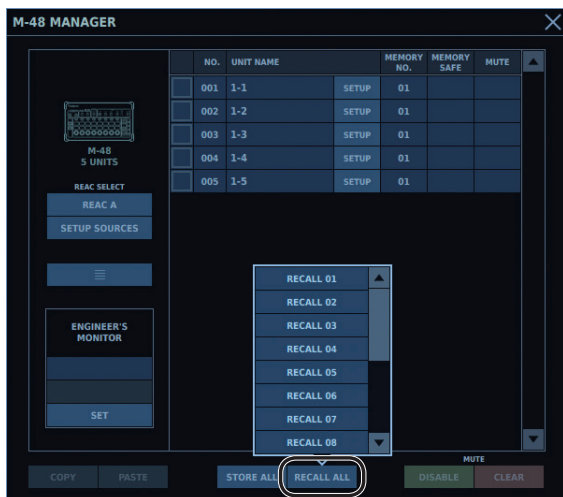 M-48 MANAGER
NO. UNIT NAME MEMORY NO. MEMORY SAFE MUTE
001 1-1 SETUP 01
002 1-2 SETUP 01
003 1-3 SETUP 01
004 1-4 SETUP 01
005 1-5 SETUP 01
M-48
5 UNITS
REAC SELECT
REAC A
SETUP SOURCES
ENGINEER'S
MONITOR
SET
RECALL 01
RECALL 02
RECALL 03
RECALL 04
RECALL 05
RECALL 06
RECALL 07
RECALL 08
MUTE
COPY PASTE STORE ALL RECALL ALL DISABLE CLEAR